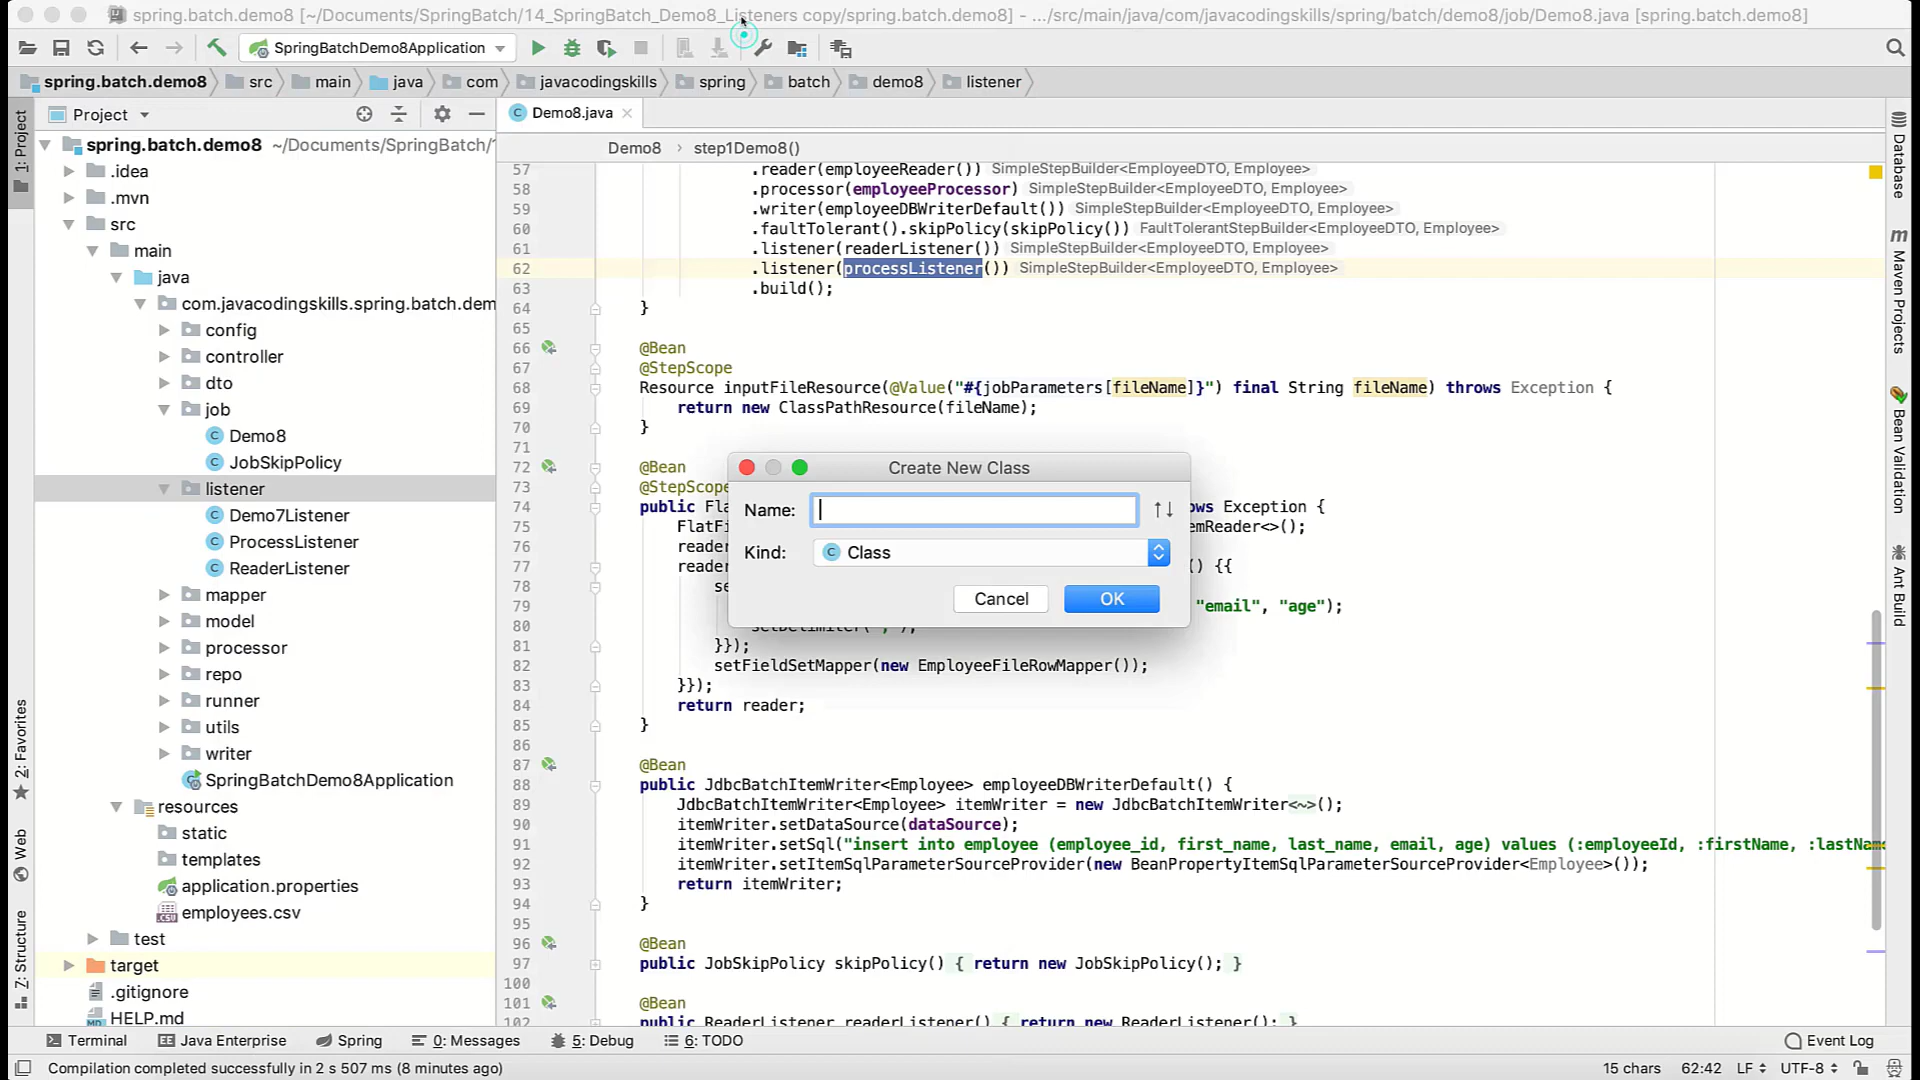 spring.batch.demo8 [~/Documents/SpringBatch/14_SpringBatch_Demo8_Listeners copy/spring.batch.demo8] - .../src/main/java/com/javacodingskills/spring/batch/demo8/job/Demo8.java [spring.batch.demo8]
SpringBatchDemo8Application
spring.batch.demo8 src main java com javacodingskills spring batch demo8 listener
Project
Demo8.java
Demo8 › step1Demo8()
1: Project
2: Favorites
Web
Z: Structure
spring.batch.demo8 ~/Documents/SpringBatch/
.idea
.mvn
src
main
java
com.javacodingskills.spring.batch.dem
config
controller
dto
job
Demo8
JobSkipPolicy
listener
Demo7Listener
ProcessListener
ReaderListener
mapper
model
processor
repo
runner
utils
writer
SpringBatchDemo8Application
resources
static
templates
application.properties
employees.csv
test
target
.gitignore
HELP.md
57 .reader(employeeReader()) SimpleStepBuilder<EmployeeDTO, Employee>
58 .processor(employeeProcessor) SimpleStepBuilder<EmployeeDTO, Employee>
59 .writer(employeeDBWriterDefault()) SimpleStepBuilder<EmployeeDTO, Employee>
60 .faultTolerant().skipPolicy(skipPolicy()) FaultTolerantStepBuilder<EmployeeDTO, Employee>
61 .listener(readerListener()) SimpleStepBuilder<EmployeeDTO, Employee>
62 .listener(processListener()) SimpleStepBuilder<EmployeeDTO, Employee>
63 .build();
64 }
65
66 @Bean
67 @StepScope
68 Resource inputFileResource(@Value("#{jobParameters[fileName]}") final String fileName) throws Exception {
69 return new ClassPathResource(fileName);
70 }
71
72 @Bean
73 @StepScope
74 public Fl ows Exception {
75 FlatFi emReader<>();
76 reade
77 reade () {{
78 se
79 "email", "age");
80 setDelimiter(",");
81 }});
82 setFieldSetMapper(new EmployeeFileRowMapper());
83 }});
84 return reader;
85 }
86
87 @Bean
88 public JdbcBatchItemWriter<Employee> employeeDBWriterDefault() {
89 JdbcBatchItemWriter<Employee> itemWriter = new JdbcBatchItemWriter<~>();
90 itemWriter.setDataSource(dataSource);
91 itemWriter.setSql("insert into employee (employee_id, first_name, last_name, email, age) values (:employeeId, :firstName, :lastNam
92 itemWriter.setItemSqlParameterSourceProvider(new BeanPropertyItemSqlParameterSourceProvider<Employee>());
93 return itemWriter;
94 }
95
96 @Bean
97 public JobSkipPolicy skipPolicy() { return new JobSkipPolicy(); }
100
101 @Bean
102 public ReaderListener readerListener() { return new ReaderListener(); }
Create New Class
Name:
Kind: Class
Cancel OK
Database
Maven Projects
Bean Validation
Ant Build
Terminal Java Enterprise Spring 0: Messages 5: Debug 6: TODO Event Log
Compilation completed successfully in 2 s 507 ms (8 minutes ago) 15 chars 62:42 LF UTF-8